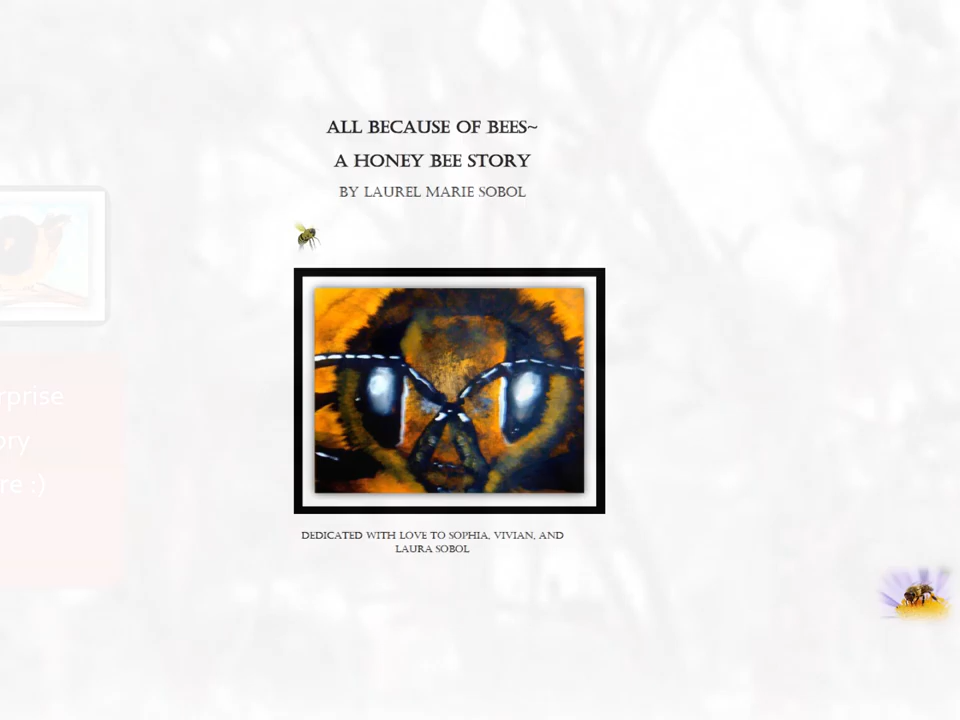 ALL BECAUSE OF BEES~
A HONEY BEE STORY
BY LAUREL MARIE SOBOL
DEDICATED WITH LOVE TO SOPHIA, VIVIAN, AND
LAURA SOBOL
:)